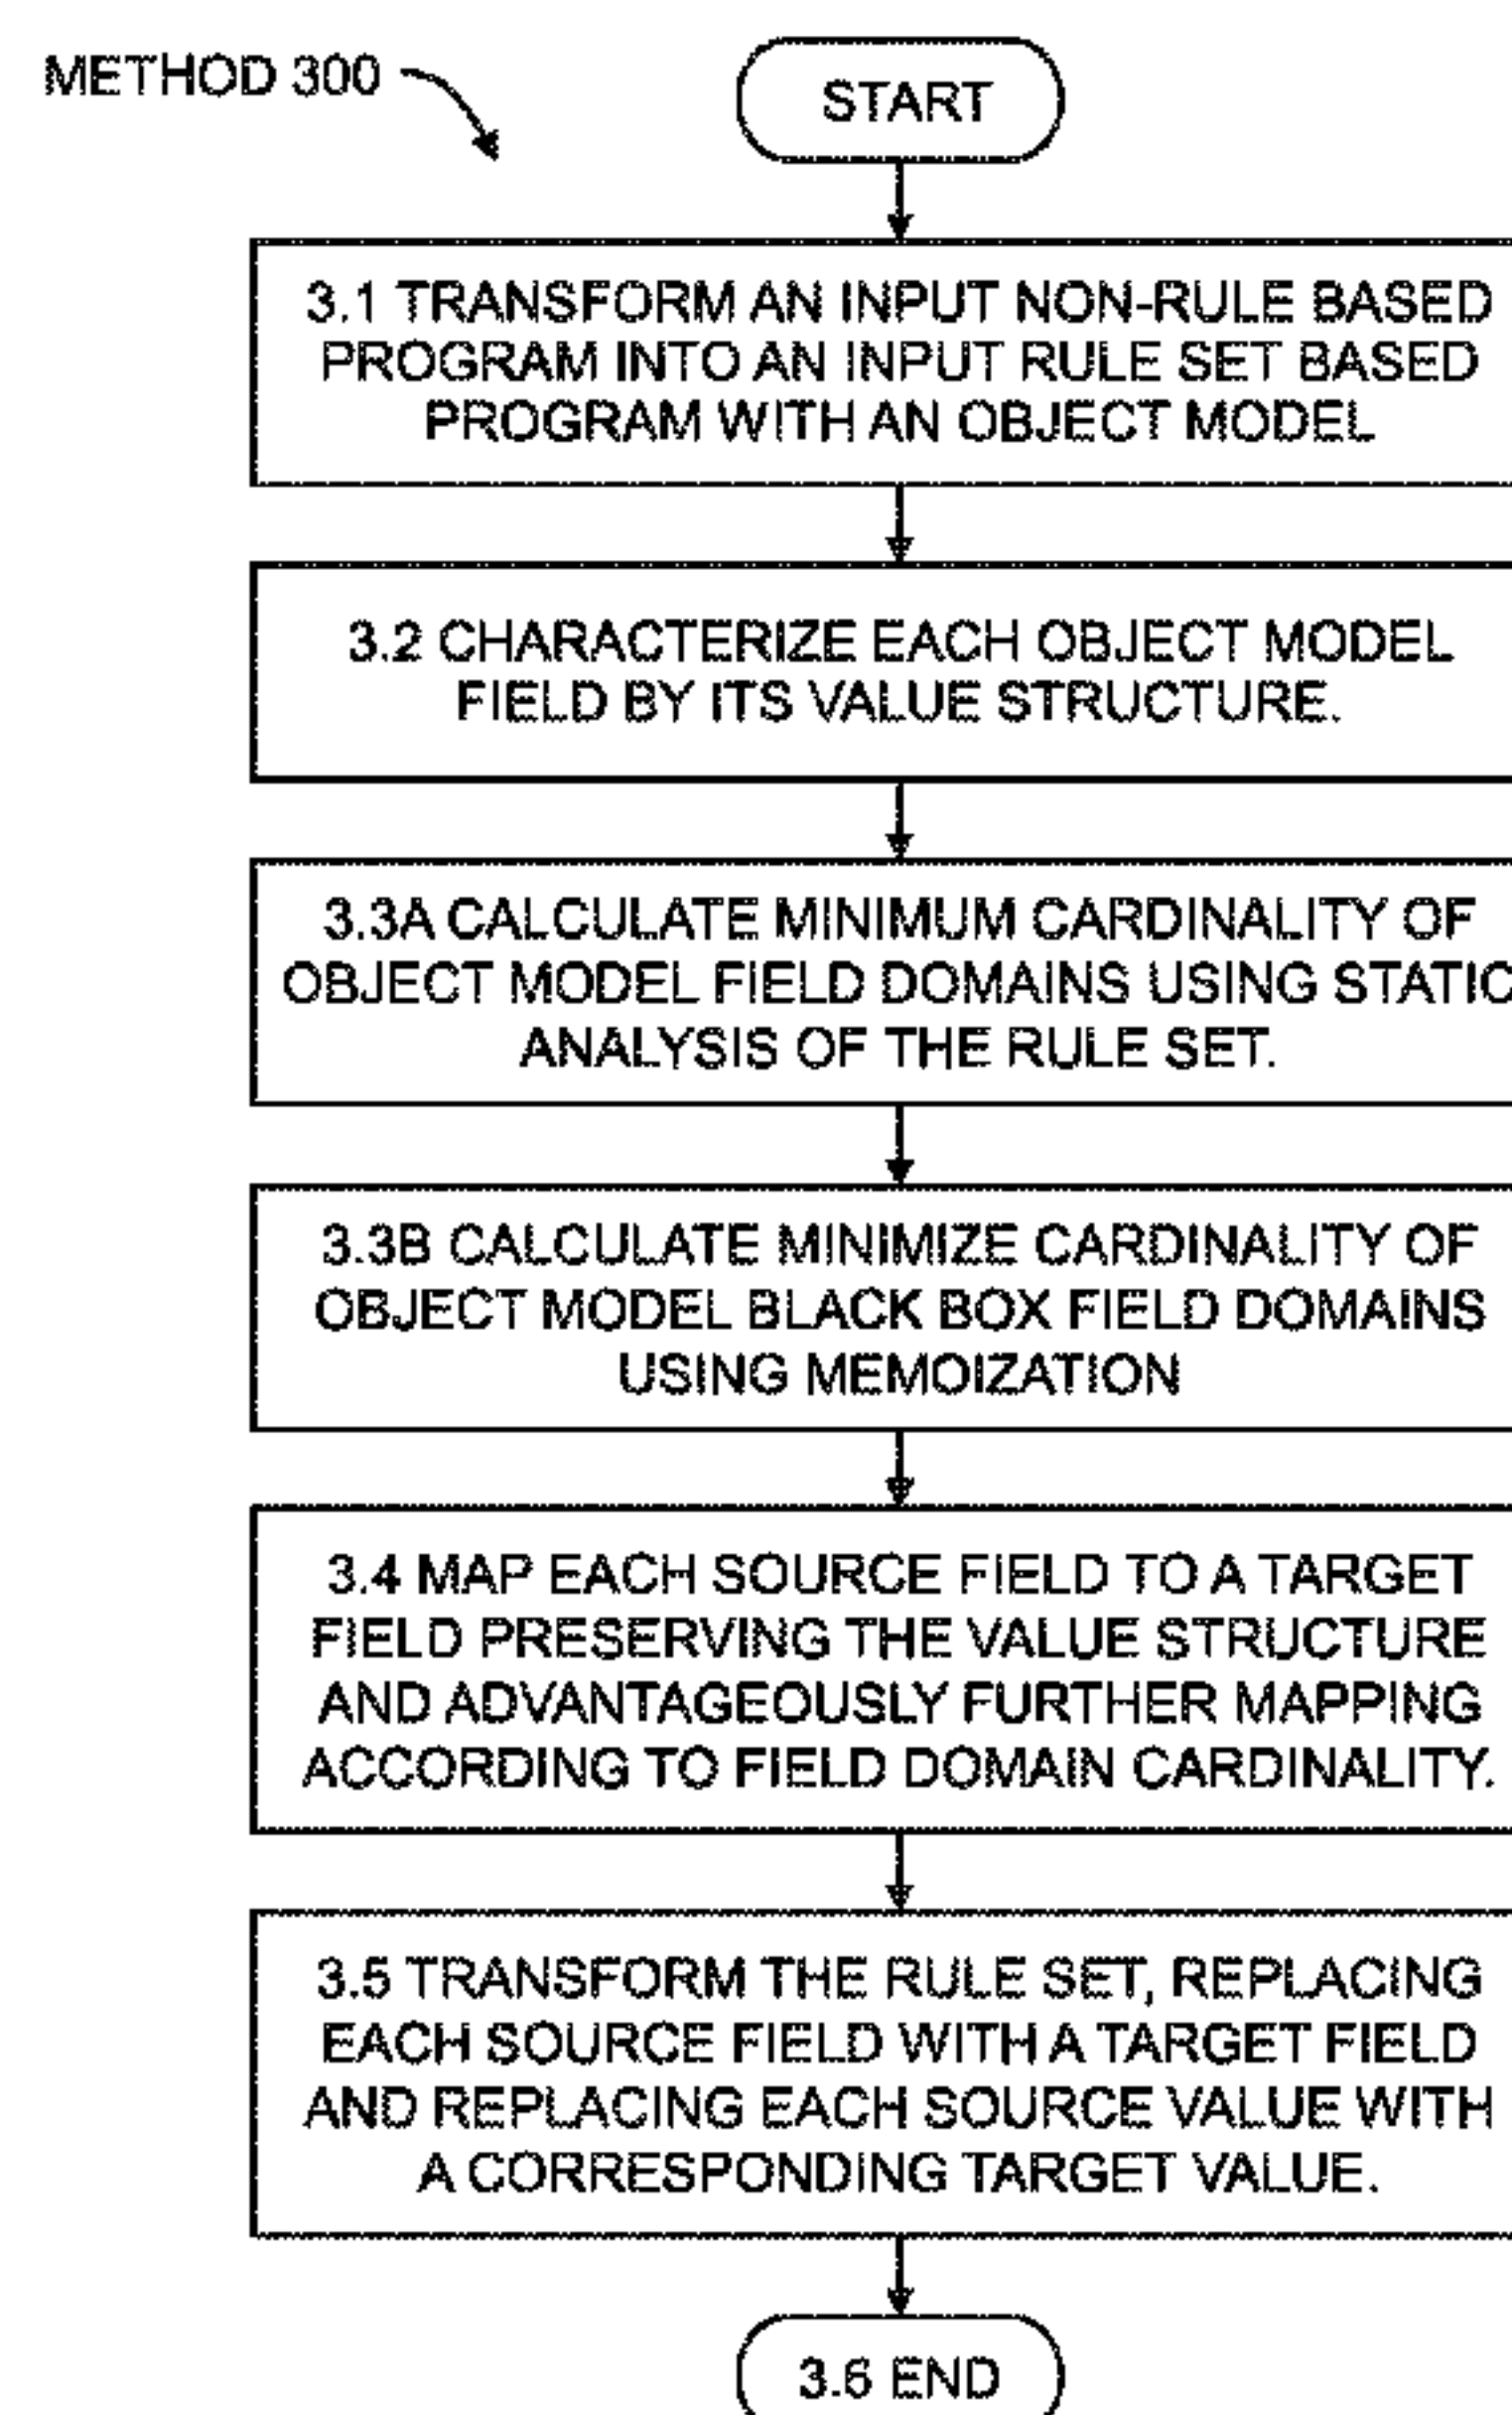 METHOD 300
START
3.1 TRANSFORM AN INPUT NON-RULE BASED
PROGRAM INTO AN INPUT RULE SET BASED
PROGRAM WITH AN OBJECT MODEL
3.2 CHARACTERIZE EACH OBJECT MODEL
FIELD BY ITS VALUE STRUCTURE.
3.3A CALCULATE MINIMUM CARDINALITY OF
OBJECT MODEL FIELD DOMAINS USING STATIC
ANALYSIS OF THE RULE SET.
3.3B CALCULATE MINIMIZE CARDINALITY OF
OBJECT MODEL BLACK BOX FIELD DOMAINS
USING MEMOIZATION
3.4 MAP EACH SOURCE FIELD TO A TARGET
FIELD PRESERVING THE VALUE STRUCTURE
AND ADVANTAGEOUSLY FURTHER MAPPING
ACCORDING TO FIELD DOMAIN CARDINALITY.
3.5 TRANSFORM THE RULE SET, REPLACING
EACH SOURCE FIELD WITH A TARGET FIELD
AND REPLACING EACH SOURCE VALUE WITH
A CORRESPONDING TARGET VALUE.
3.6 END